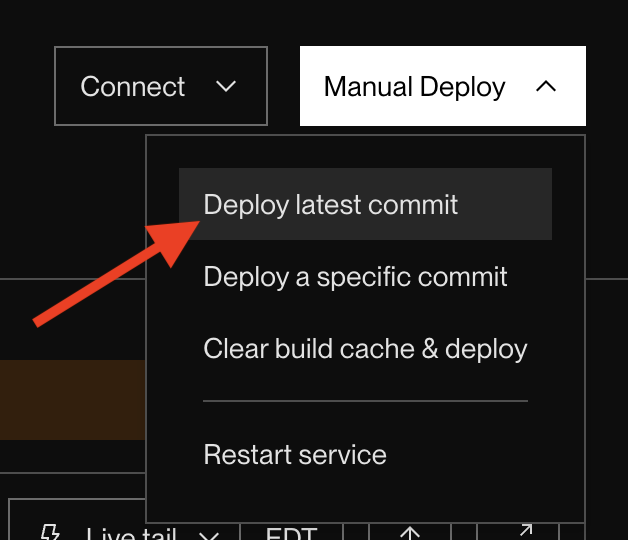 Connect
Manual Deploy
Deploy latest commit
Deploy a specific commit
Clear build cache & deploy
Restart service
Live tail
EDT